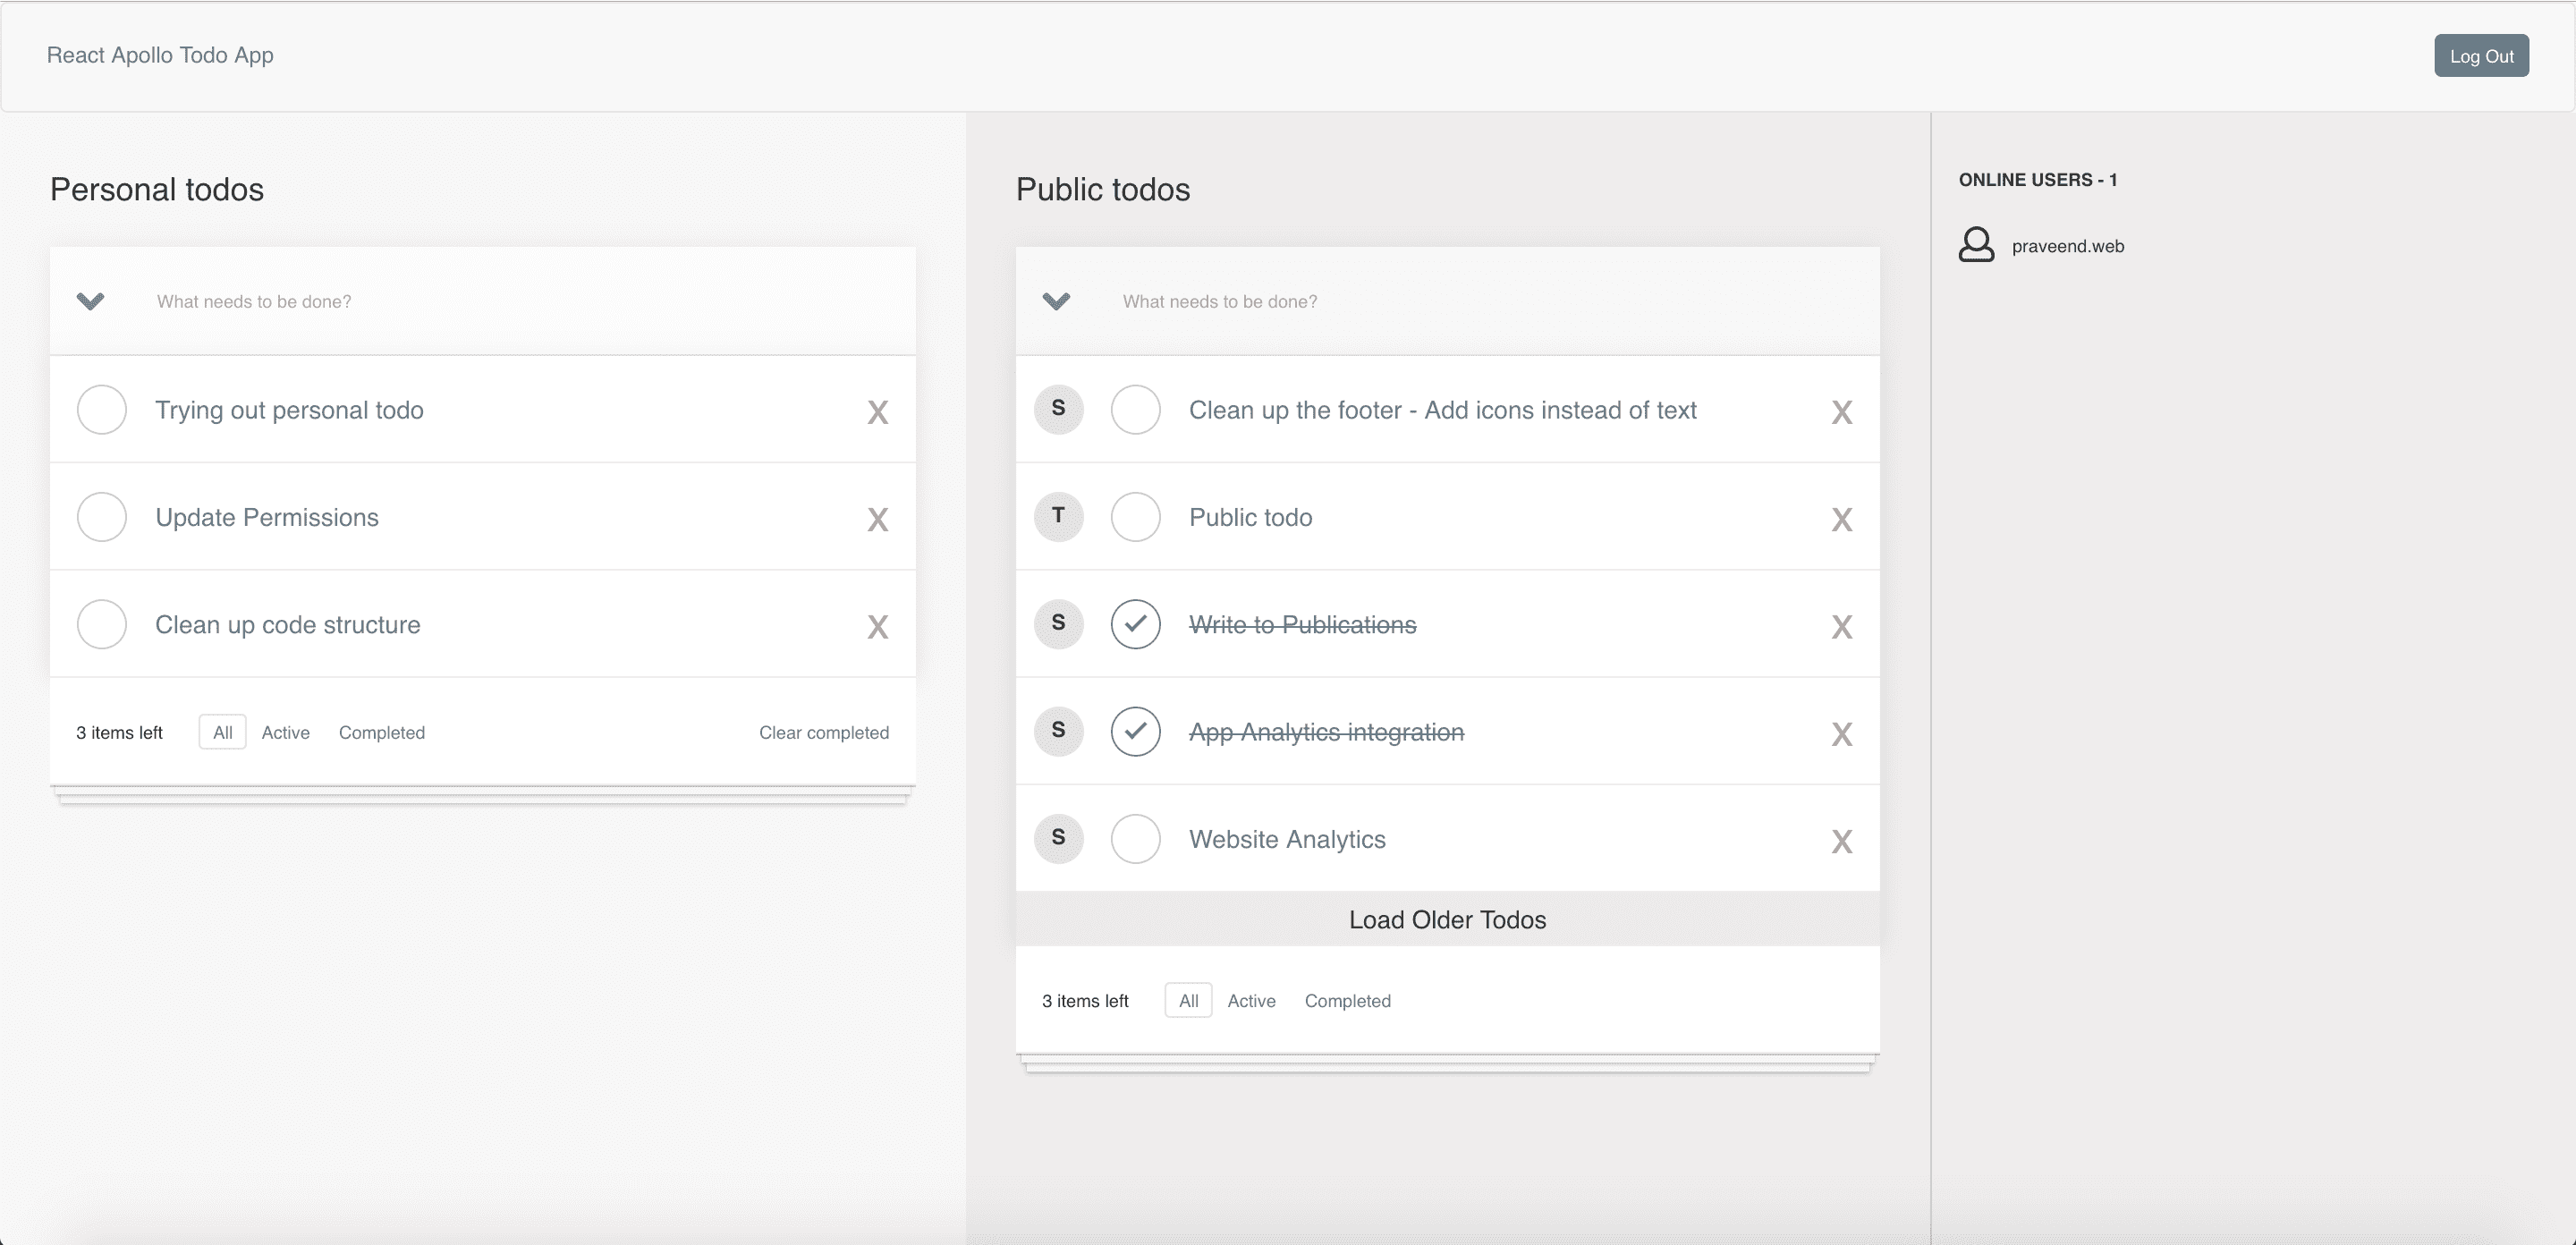 React Apollo Todo App
Log Out
Personal todos
What needs to be done?
Trying out personal todo
X
Update Permissions
X
Clean up code structure
X
3 items left All Active Completed Clear completed
Public todos
What needs to be done?
S Clean up the footer - Add icons instead of text X
T Public todo X
S Write to Publications X
S App Analytics integration X
S Website Analytics X
Load Older Todos
3 items left All Active Completed
ONLINE USERS - 1
praveend.web